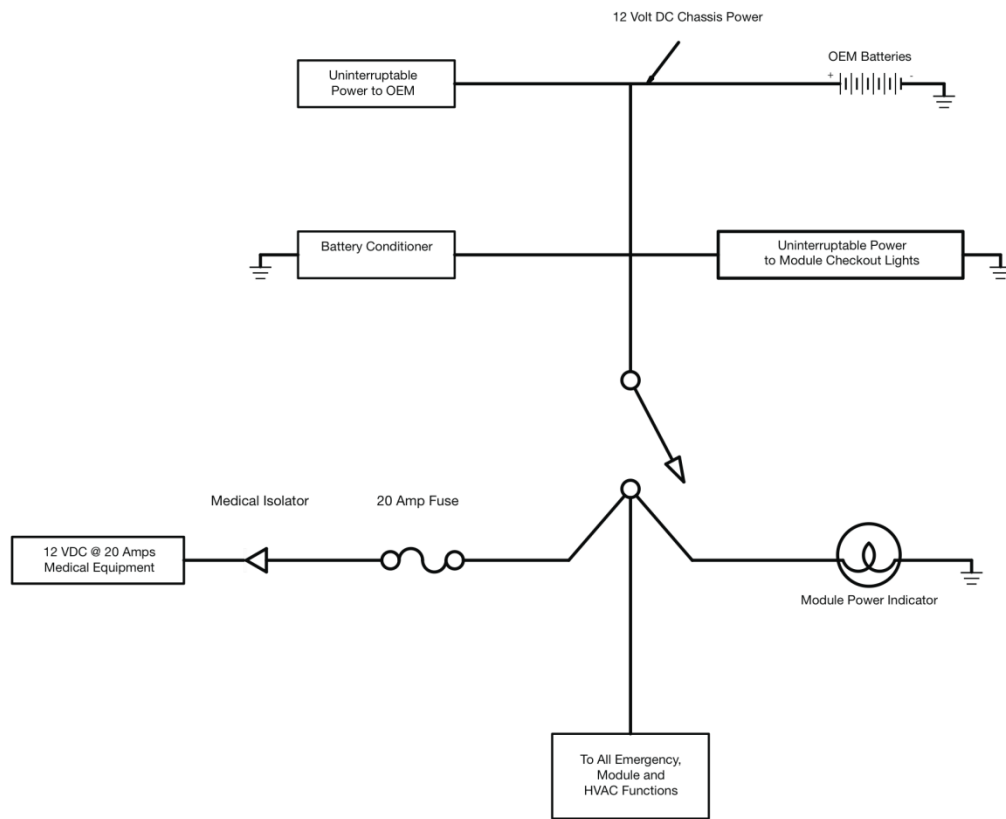 12 Volt DC Chassis Power
OEM Batteries
+ -
Uninterruptable
Power to OEM
Battery Conditioner
Uninterruptable Power
to Module Checkout Lights
Medical Isolator
20 Amp Fuse
12 VDC @ 20 Amps
Medical Equipment
Module Power Indicator
To All Emergency,
Module and
HVAC Functions